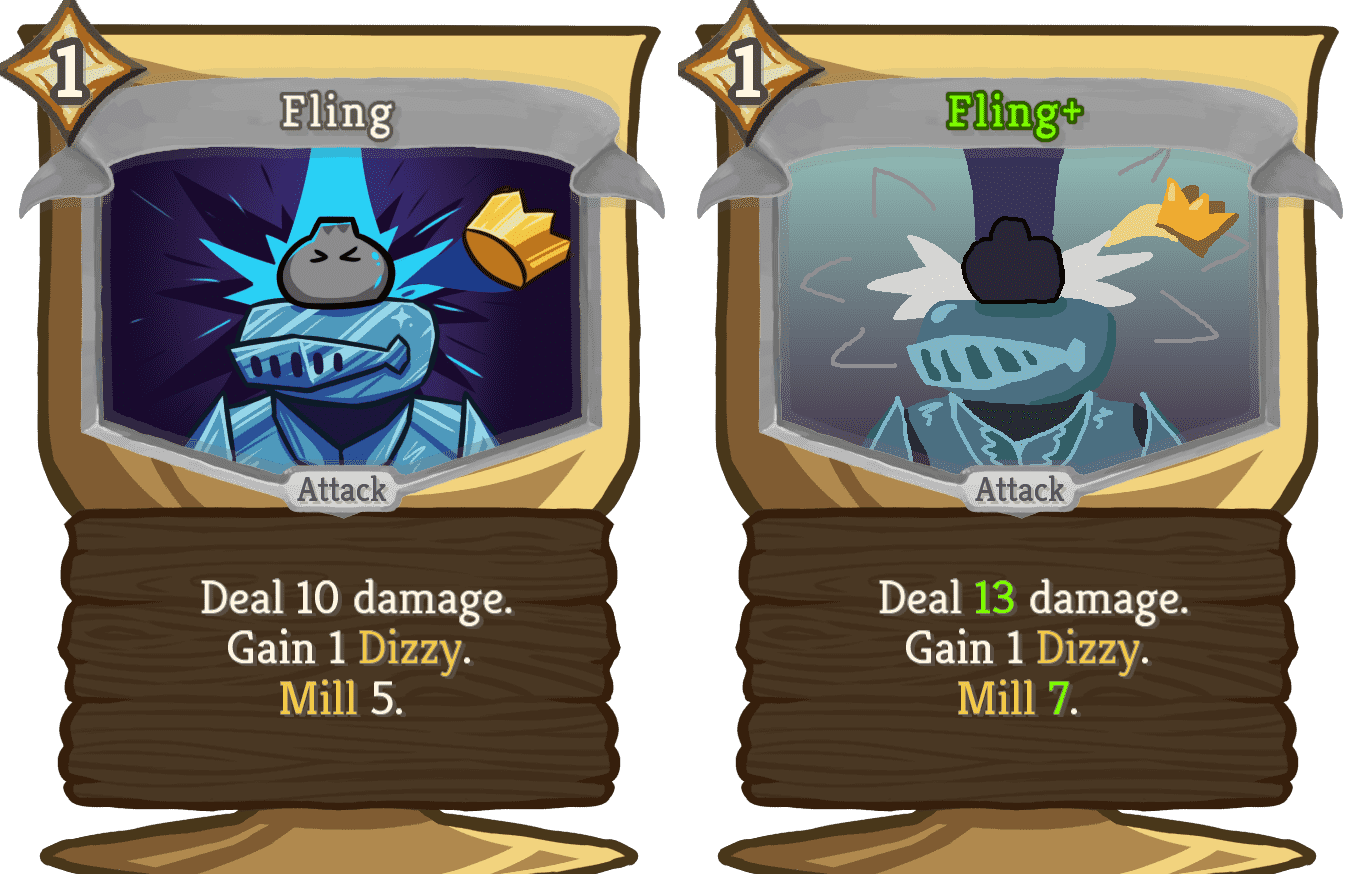 1
Fling
Attack
Deal 10 damage.
Gain 1 Dizzy.
Mill 5.
1
Fling+
Attack
Deal 13 damage.
Gain 1 Dizzy.
Mill 7.